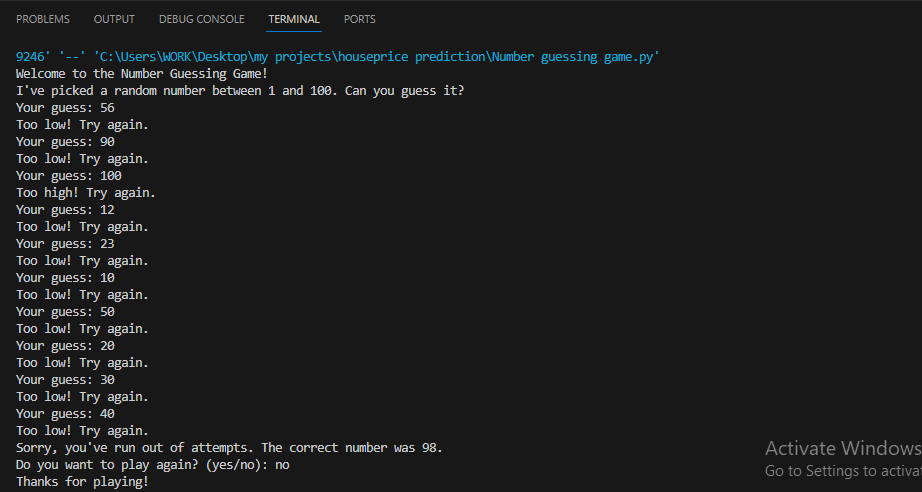 PROBLEMS OUTPUT DEBUG CONSOLE TERMINAL PORTS
9246' '--' 'C:\Users\WORK\Desktop\my projects\houseprice prediction\Number guessing game.py'
Welcome to the Number Guessing Game!
I've picked a random number between 1 and 100. Can you guess it?
Your guess: 56
Too low! Try again.
Your guess: 90
Too low! Try again.
Your guess: 100
Too high! Try again.
Your guess: 12
Too low! Try again.
Your guess: 23
Too low! Try again.
Your guess: 10
Too low! Try again.
Your guess: 50
Too low! Try again.
Your guess: 20
Too low! Try again.
Your guess: 30
Too low! Try again.
Your guess: 40
Too low! Try again.
Sorry, you've run out of attempts. The correct number was 98.
Do you want to play again? (yes/no): no
Thanks for playing!
Activate Windows
Go to Settings to activa